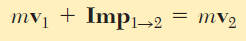 mv₁ + Imp₁→₂ = mv₂